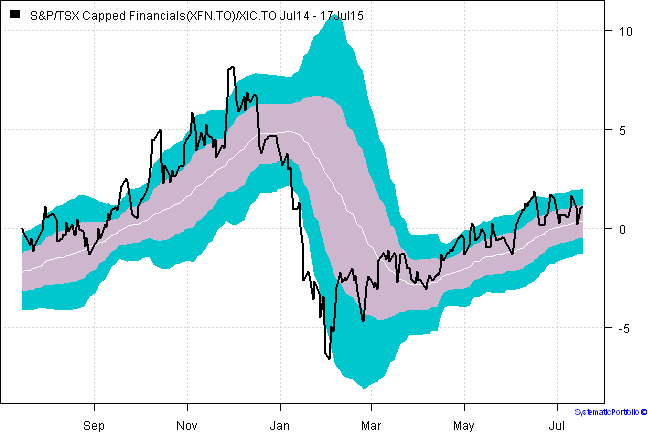 S&P/TSX Capped Financials(XFN.TO)/XIC.TO Jul14 - 17Jul15
10
5
0
-5
Sep Nov Jan Mar May Jul
SystematicPortfolio ©